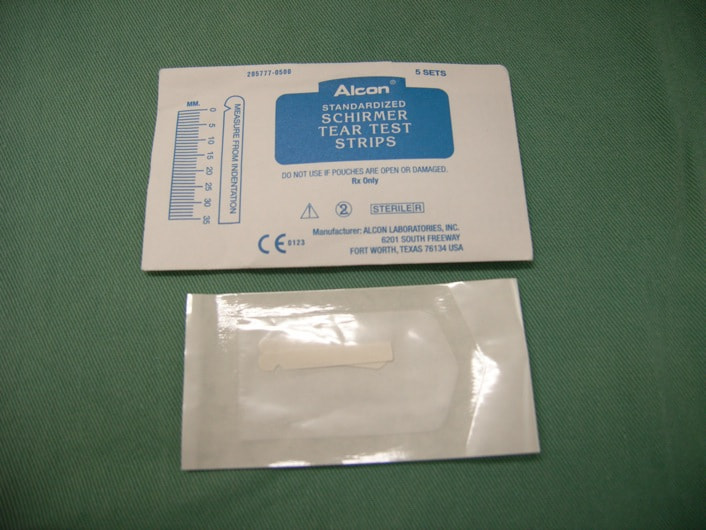 205777-0500
5 SETS
MM.
0
5
10
15
20
25
30
35
MEASURE FROM INDENTATION
Alcon®
STANDARDIZED
SCHIRMER
TEAR TEST
STRIPS
DO NOT USE IF POUCHES ARE OPEN OR DAMAGED.
Rx Only
2
STERILE R
CE 0123
Manufacturer: ALCON LABORATORIES, INC.
6201 SOUTH FREEWAY
FORT WORTH, TEXAS 76134 USA